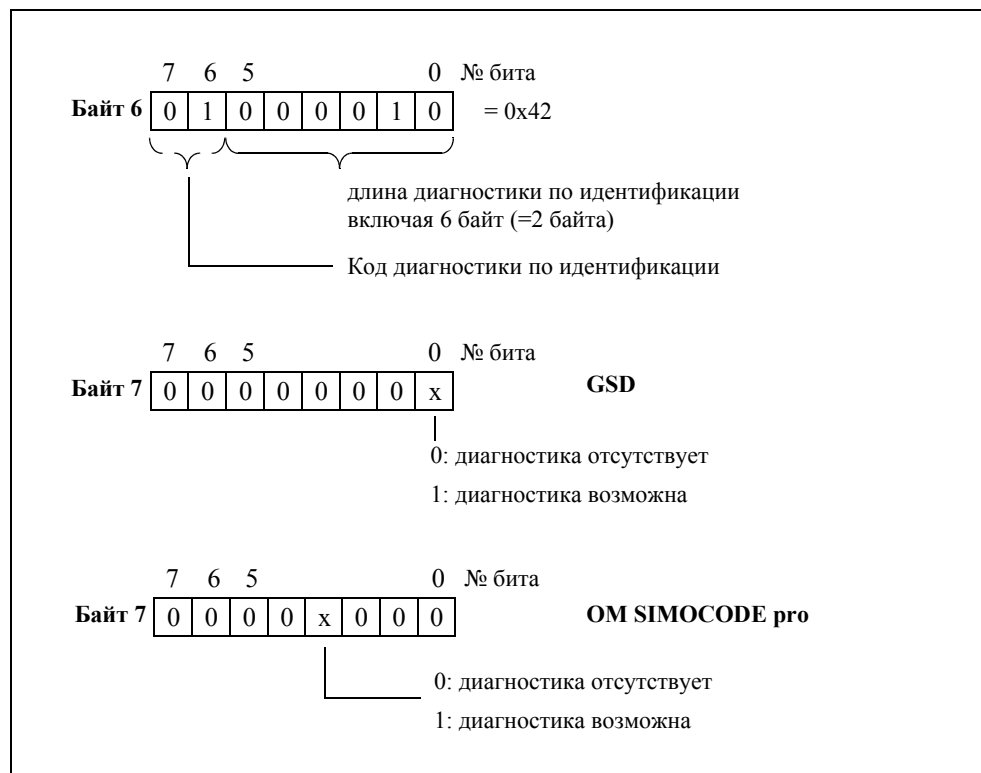 7 6 5 0 № бита
Байт 6 0 1 0 0 0 0 1 0 = 0x42
длина диагностики по идентификации
включая 6 байт (=2 байта)
Код диагностики по идентификации
7 6 5 0 № бита
Байт 7 0 0 0 0 0 0 0 x GSD
0: диагностика отсутствует
1: диагностика возможна
7 6 5 0 № бита
Байт 7 0 0 0 0 x 0 0 0 OM SIMOCODE pro
0: диагностика отсутствует
1: диагностика возможна